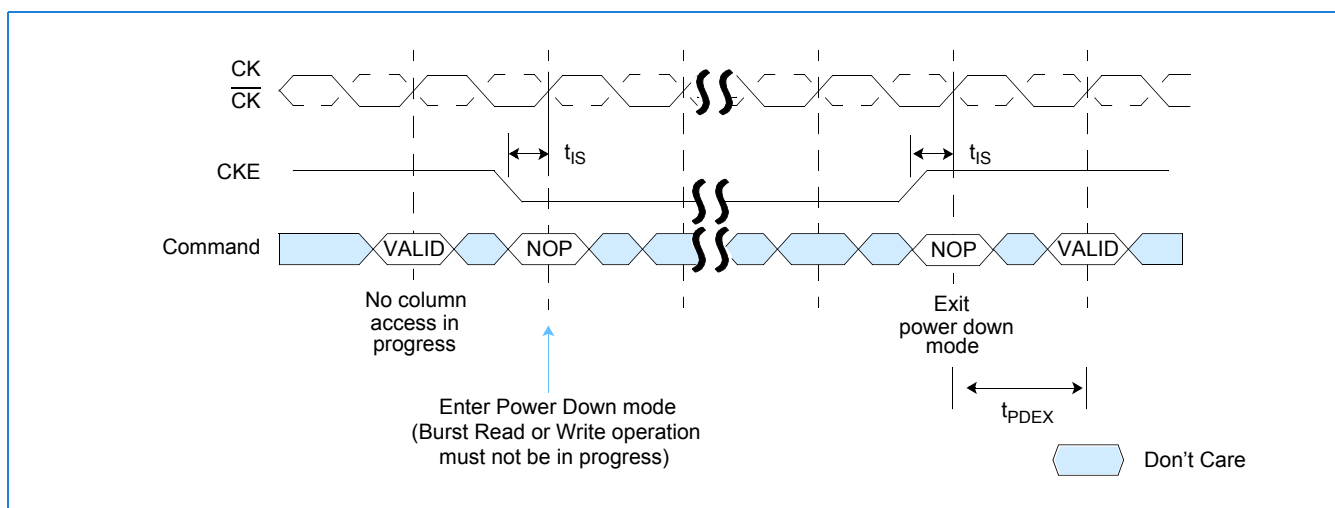 CK
CK
tIS
tIS
CKE
Command
VALID
NOP
NOP
VALID
No column
access in
progress
Exit
power down
mode
Enter Power Down mode
(Burst Read or Write operation
must not be in progress)
tPDEX
Don't Care